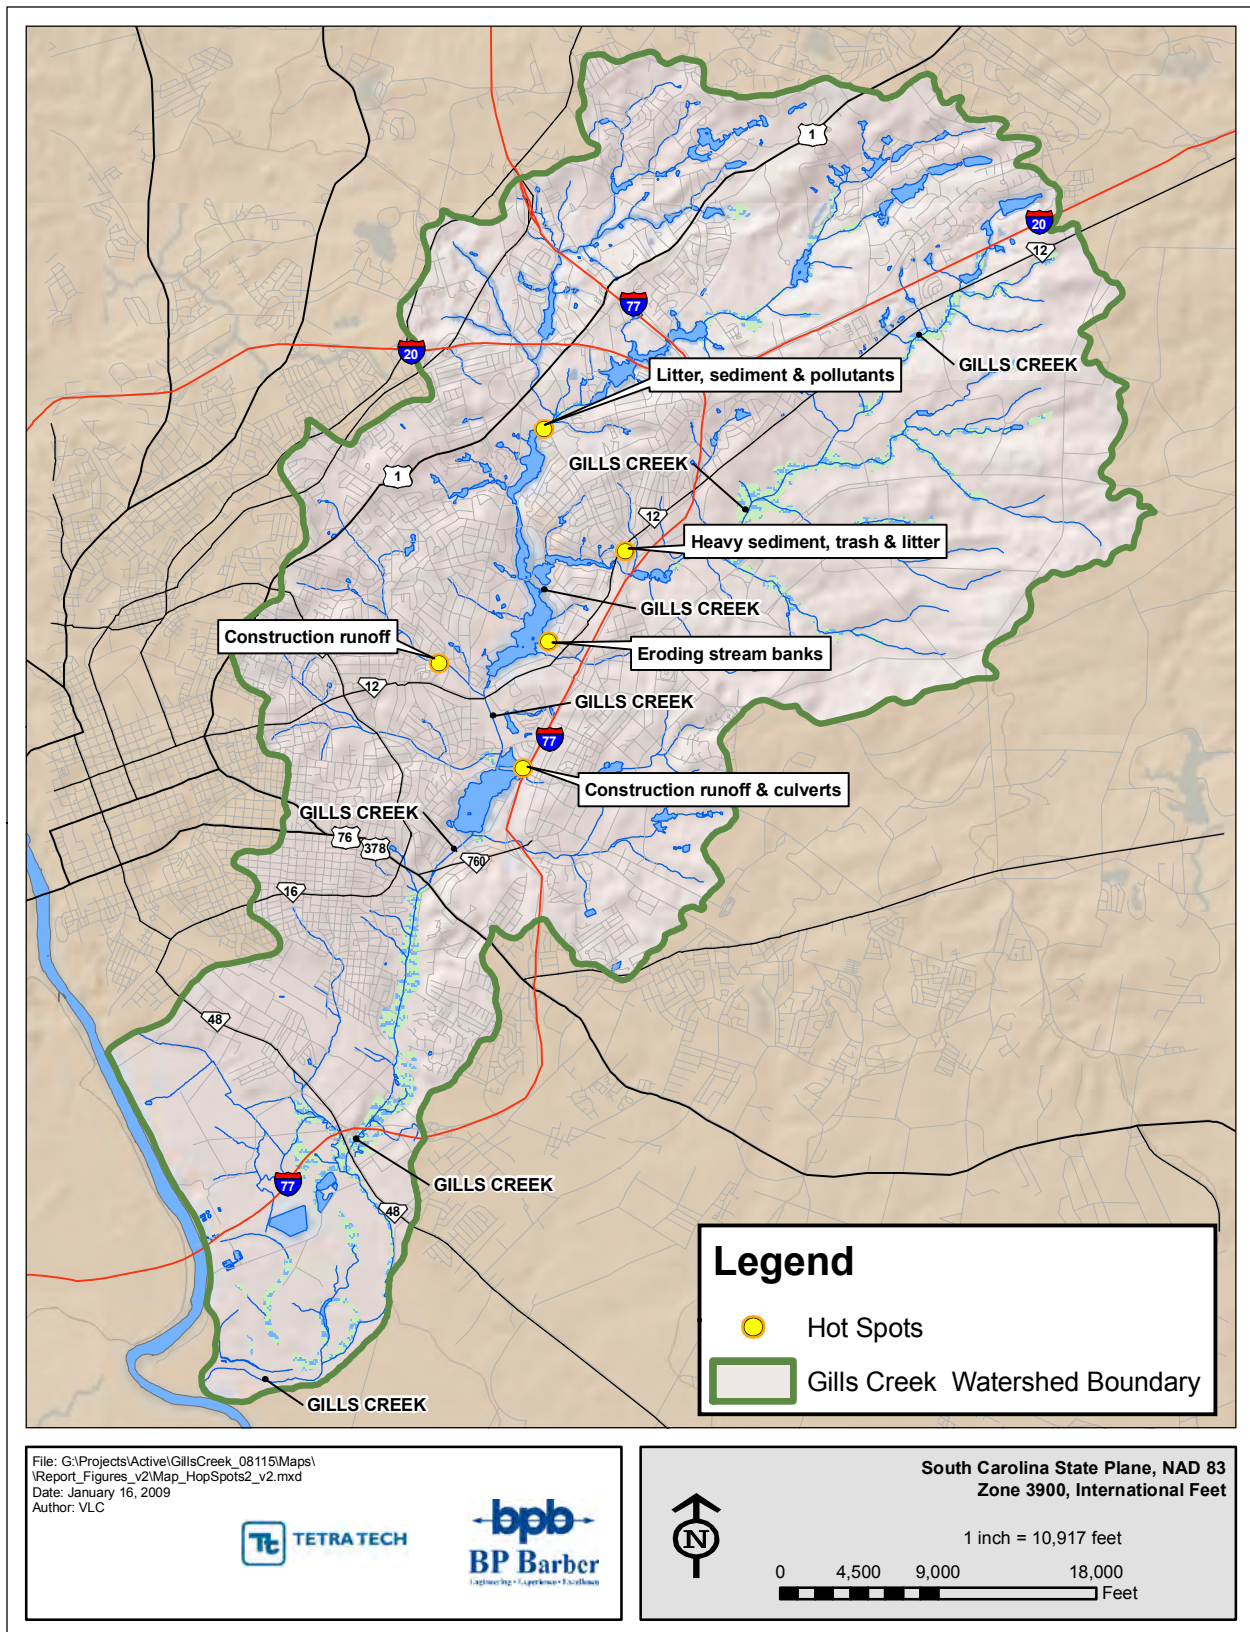 1
20
12
77
20
GILLS CREEK
Litter, sediment & pollutants
GILLS CREEK
1
12
Heavy sediment, trash & litter
GILLS CREEK
Construction runoff
Eroding stream banks
12
GILLS CREEK
77
Construction runoff & culverts
GILLS CREEK
76
378
760
16
48
77
GILLS CREEK
48
GILLS CREEK
Legend
Hot Spots
Gills Creek Watershed Boundary
File: G:\Projects\Active\GillsCreek_08115\Maps\
\Report_Figures_v2\Map_HopSpots2_v2.mxd
Date: January 16, 2009
Author: VLC
Tt TETRA TECH
bpb
BP Barber
Engineering • Experience • Excellence
South Carolina State Plane, NAD 83
Zone 3900, International Feet
N
1 inch = 10,917 feet
0 4,500 9,000 18,000
Feet